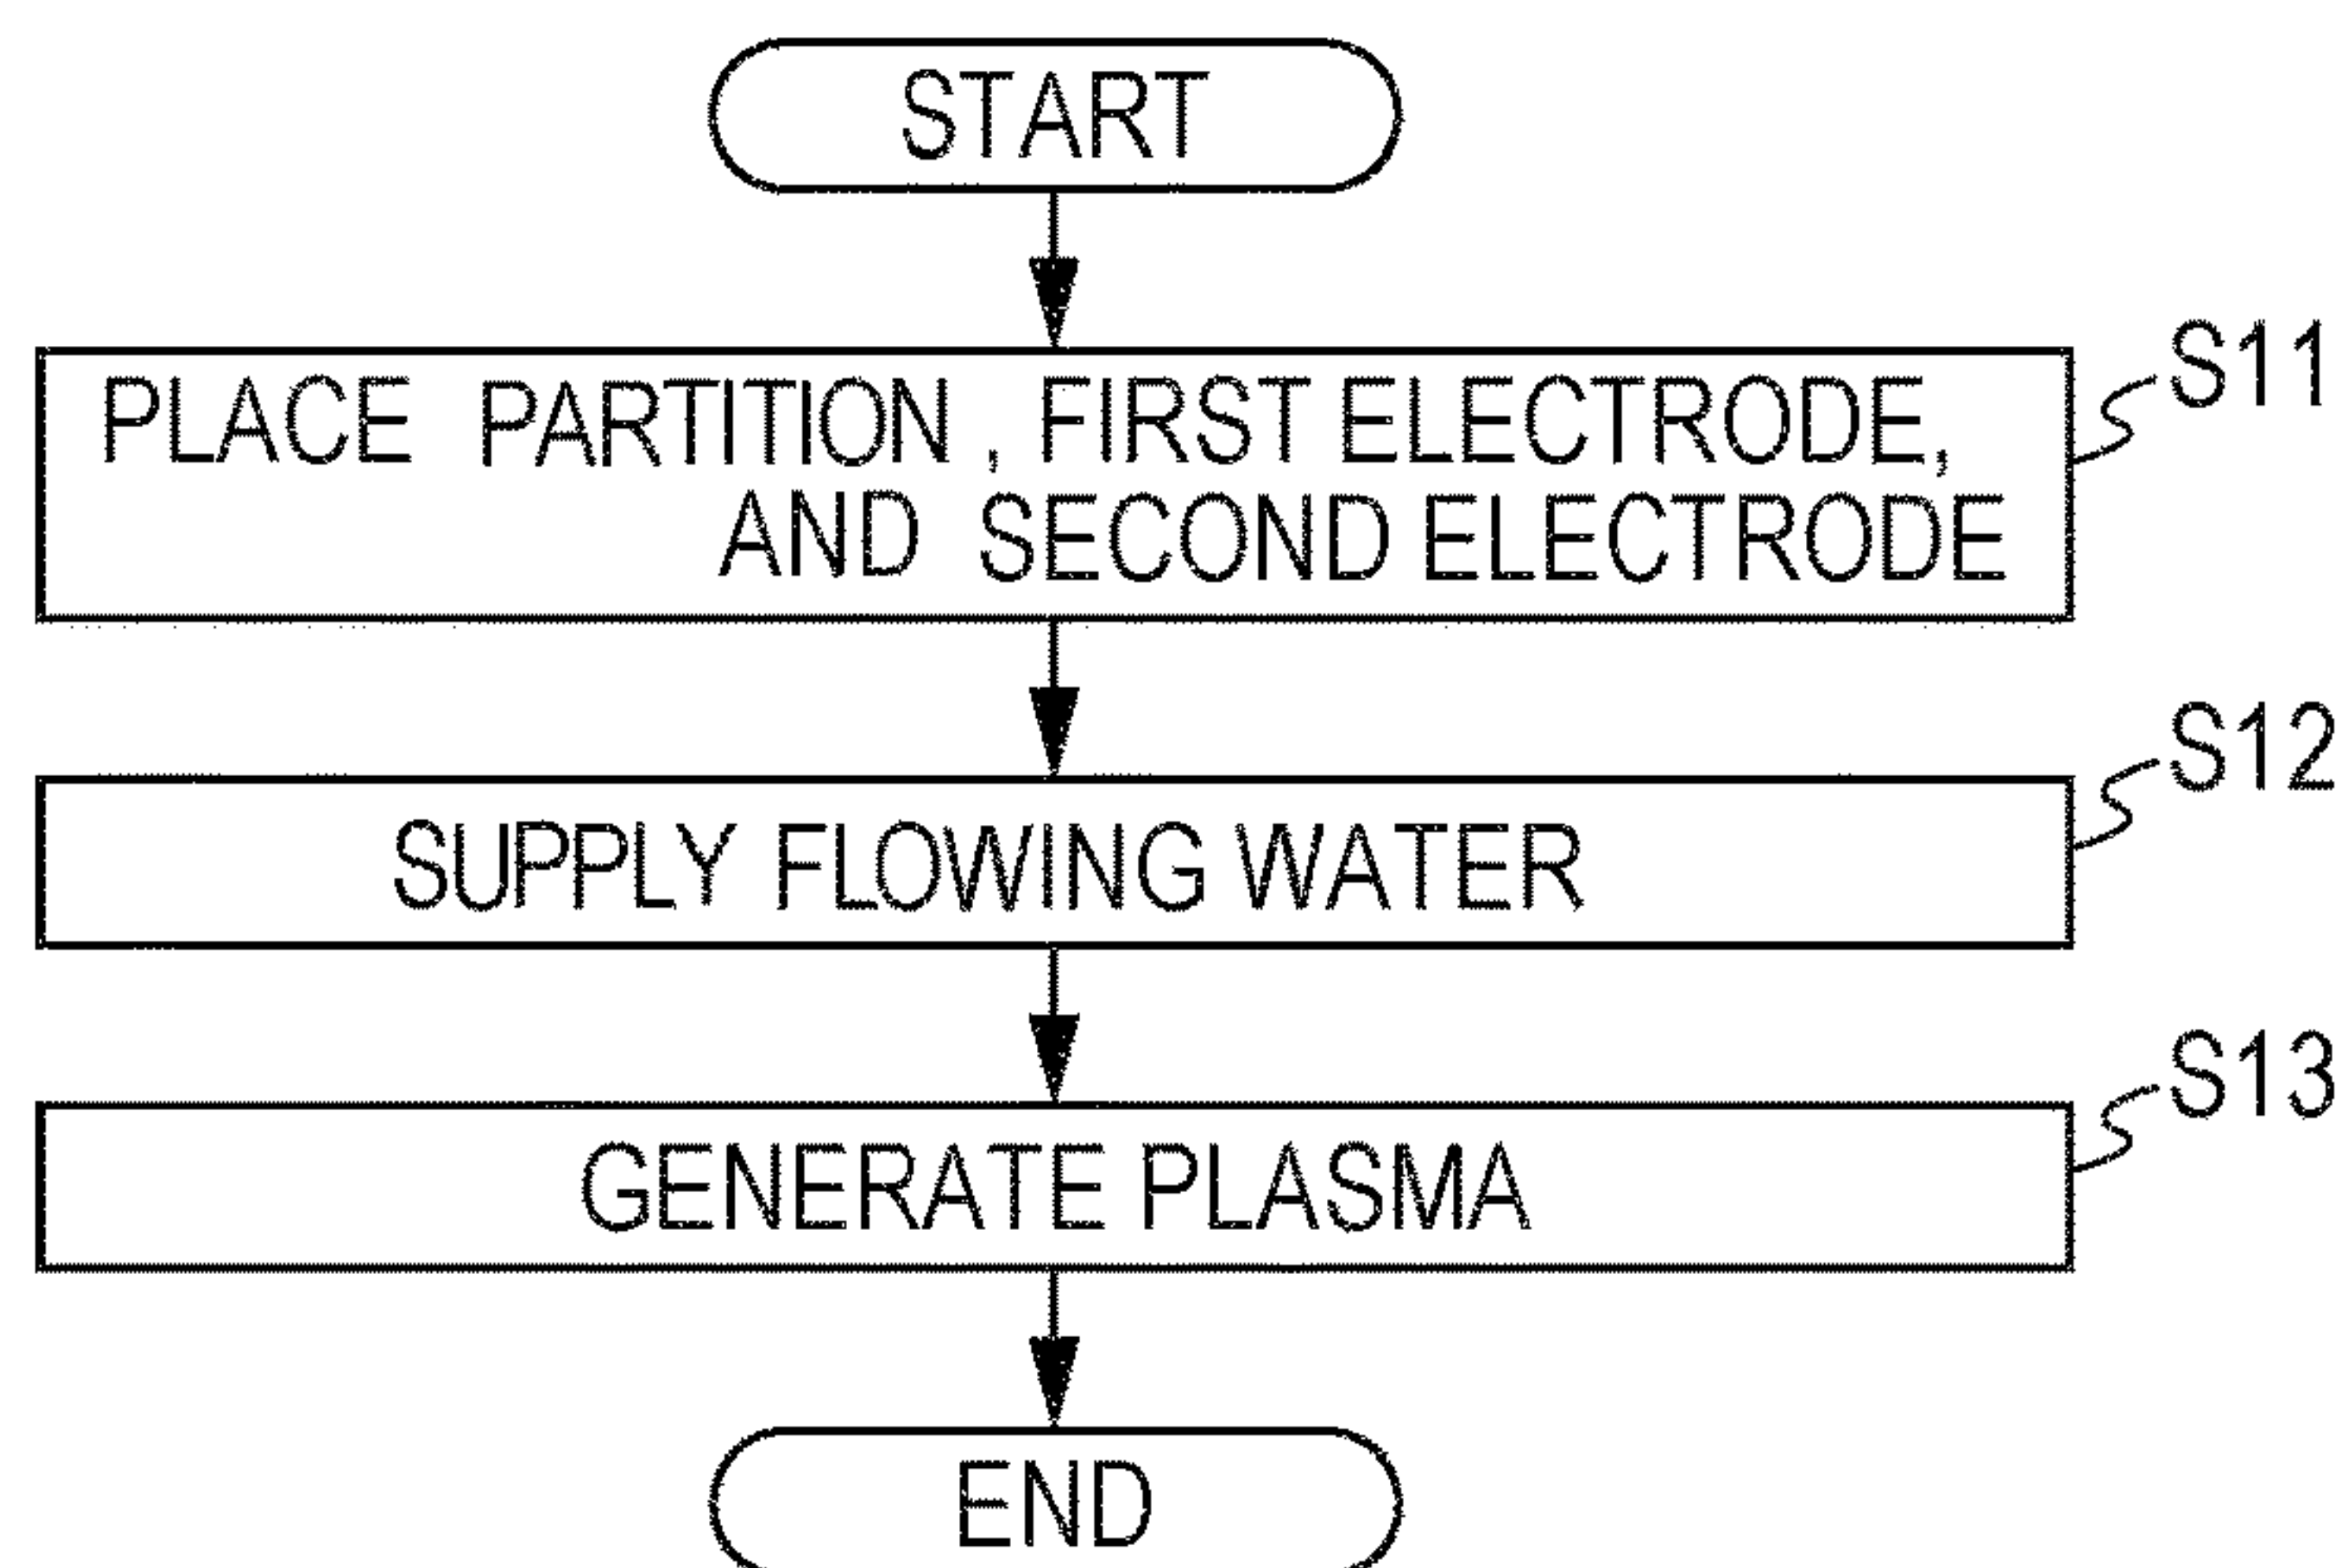 START
PLACE PARTITION, FIRST ELECTRODE,
AND SECOND ELECTRODE
S11
SUPPLY FLOWING WATER
S12
GENERATE PLASMA
S13
END